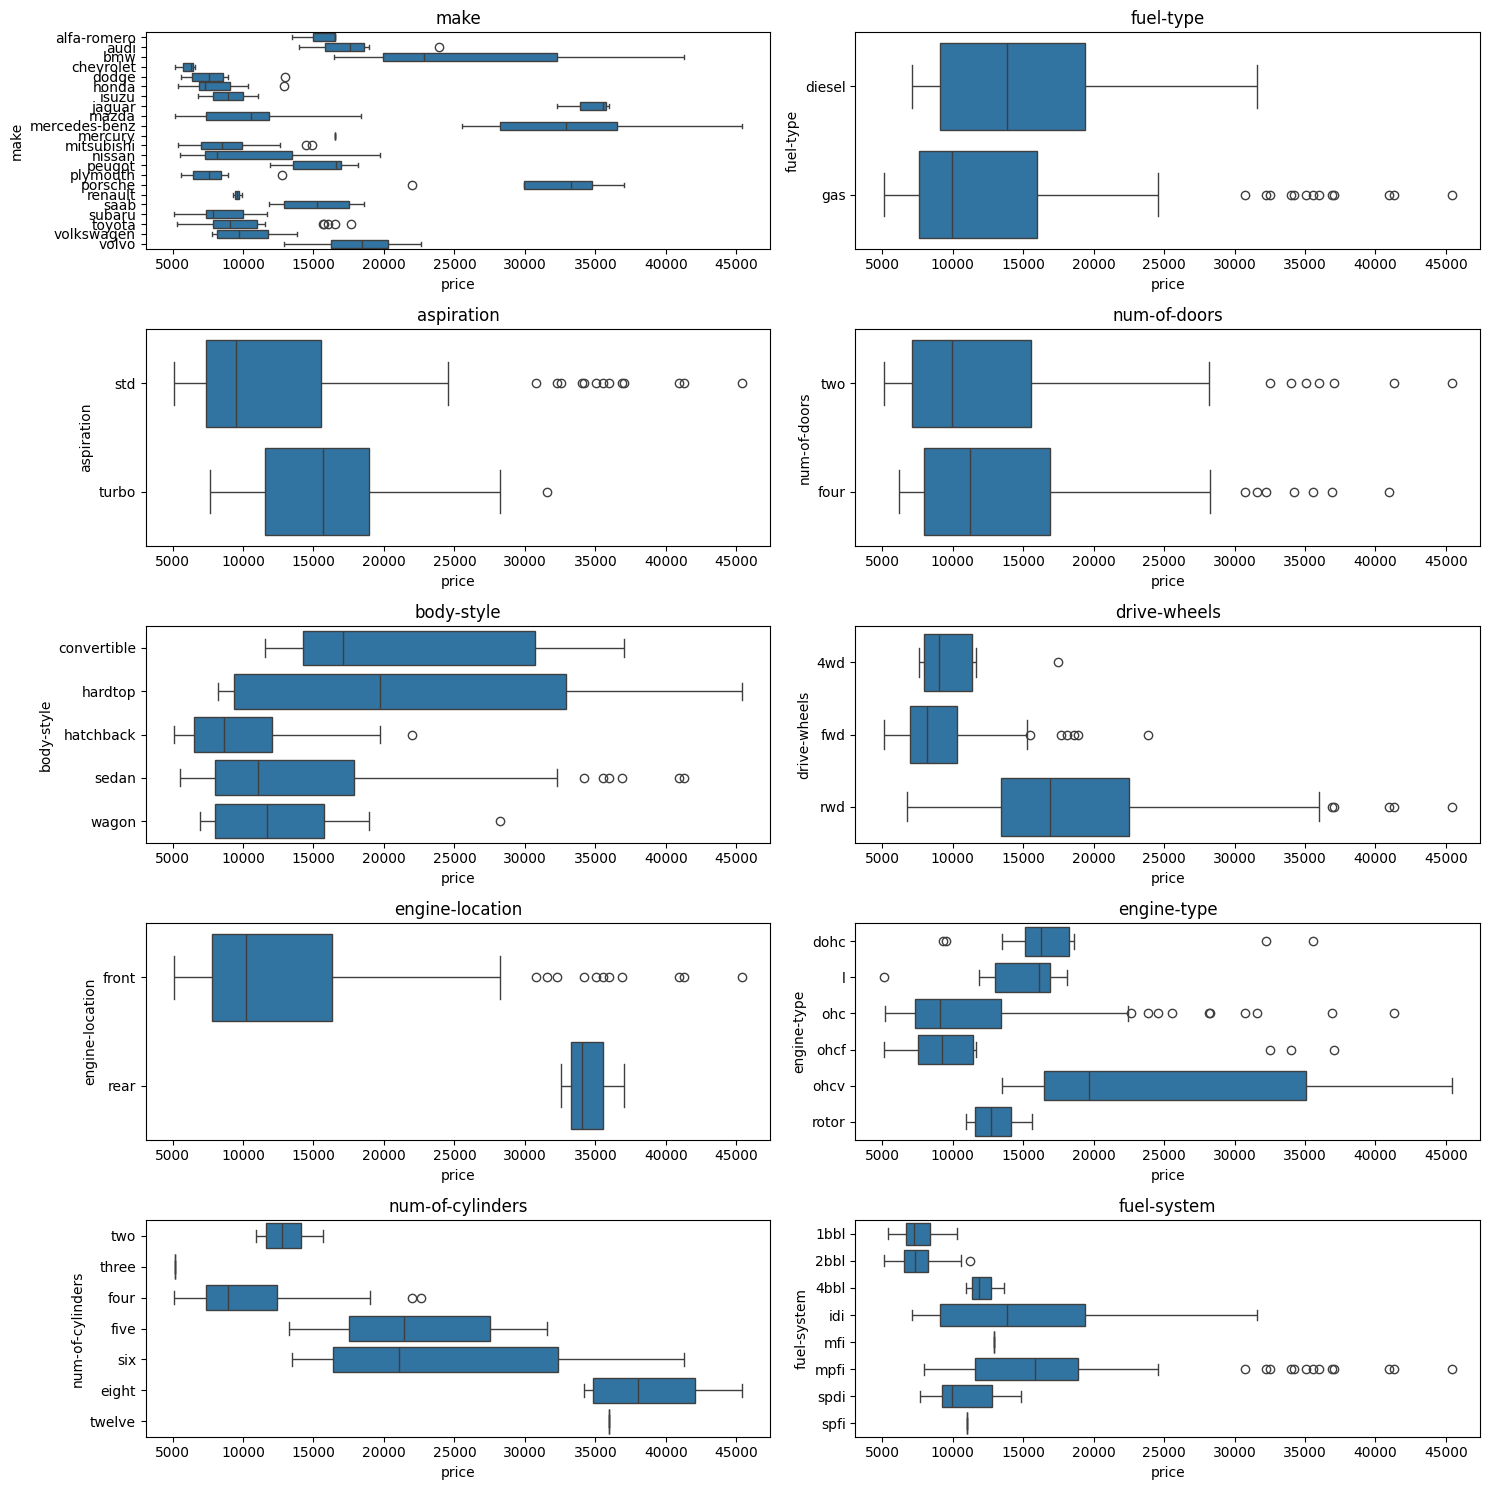 make
make
alfa-romero
audi
bmw
chevrolet
dodge
honda
isuzu
jaguar
mazda
mercedes-benz
mercury
mitsubishi
nissan
peugot
plymouth
porsche
renault
saab
subaru
toyota
volkswagen
volvo
5000 10000 15000 20000 25000 30000 35000 40000 45000
price
fuel-type
fuel-type
diesel
gas
5000 10000 15000 20000 25000 30000 35000 40000 45000
price
aspiration
aspiration
std
turbo
5000 10000 15000 20000 25000 30000 35000 40000 45000
price
num-of-doors
num-of-doors
two
four
5000 10000 15000 20000 25000 30000 35000 40000 45000
price
body-style
body-style
convertible
hardtop
hatchback
sedan
wagon
5000 10000 15000 20000 25000 30000 35000 40000 45000
price
drive-wheels
drive-wheels
4wd
fwd
rwd
5000 10000 15000 20000 25000 30000 35000 40000 45000
price
engine-location
engine-location
front
rear
5000 10000 15000 20000 25000 30000 35000 40000 45000
price
engine-type
engine-type
dohc
l
ohc
ohcf
ohcv
rotor
5000 10000 15000 20000 25000 30000 35000 40000 45000
price
num-of-cylinders
num-of-cylinders
two
three
four
five
six
eight
twelve
5000 10000 15000 20000 25000 30000 35000 40000 45000
price
fuel-system
fuel-system
1bbl
2bbl
4bbl
idi
mfi
mpfi
spdi
spfi
5000 10000 15000 20000 25000 30000 35000 40000 45000
price